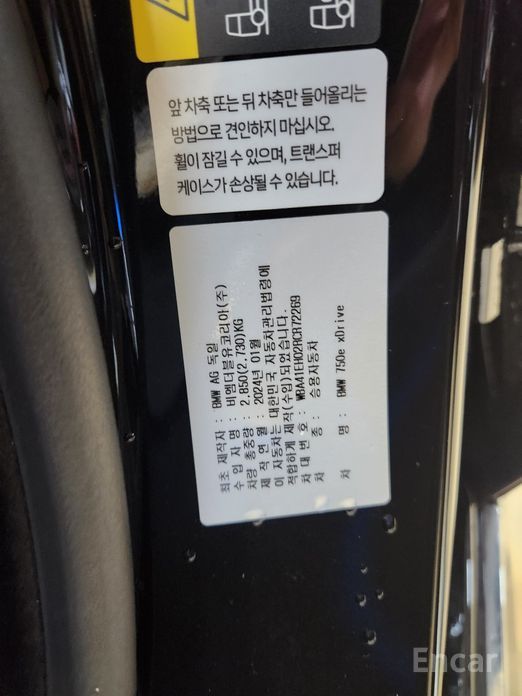 앞 차축 또는 뒤 차축만 들어올리는
방법으로 견인하지 마십시오.
휠이 잠길 수 있으며, 트랜스퍼
케이스가 손상될 수 있습니다.
최초 제작자 : BMW AG 독일
수 입 자 명 : 비엠더블유코리아(주)
차량 총중량 : 2,850(2,730)KG
제 작 연 월 : 2024년 01월
이 자동차는 대한민국 자동차관리법령에
적합하게 제작(수입)되었습니다.
차 대 번 호 : WBA41EH02RCR72269
차 종 : 승용자동차
차 명 : BMW 750e xDrive
Encar